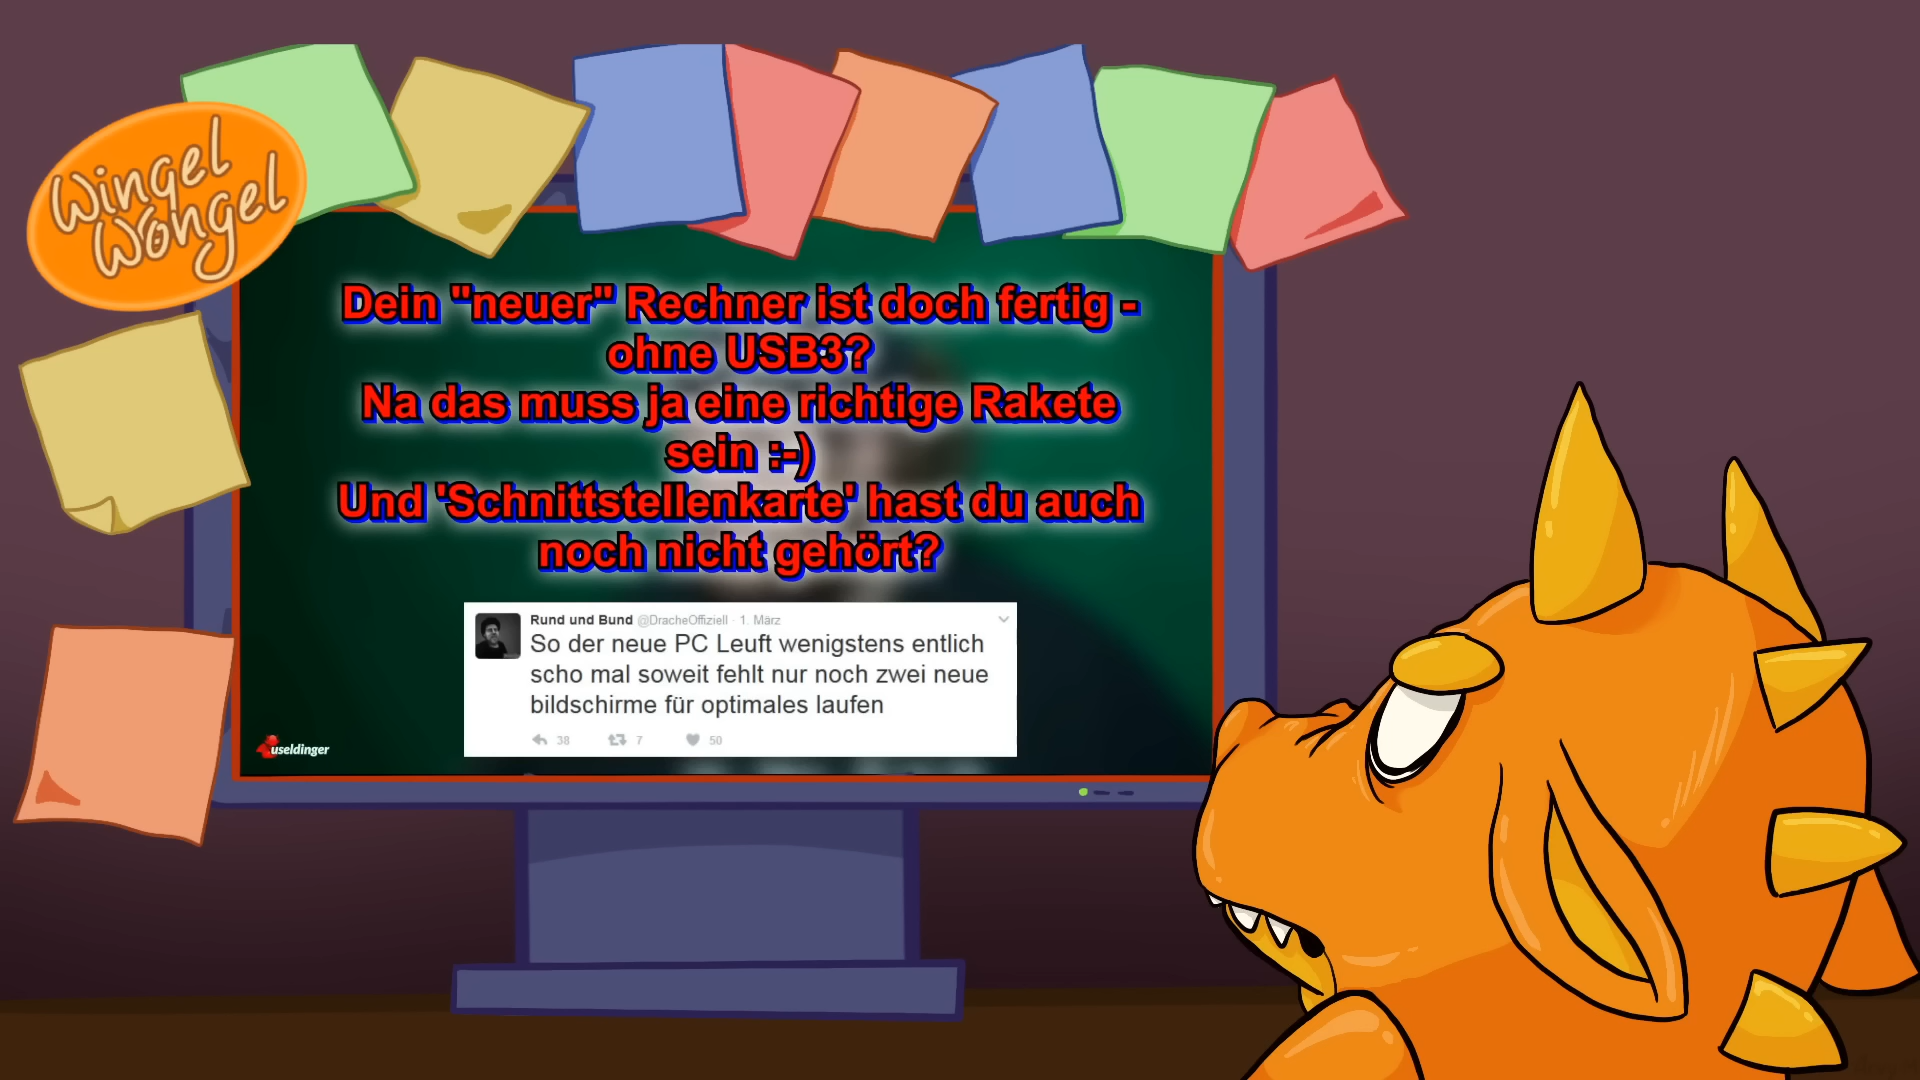 Wingel
Wongel
Dein "neuer" Rechner ist doch fertig -
ohne USB3?
Na das muss ja eine richtige Rakete
sein :-)
Und 'Schnittstellenkarte' hast du auch
noch nicht gehört?
Rund und Bund @DracheOffiziell · 1. März
So der neue PC Leuft wenigstens entlich
scho mal soweit fehlt nur noch zwei neue
bildschirme für optimales laufen
38 7 50
useldinger